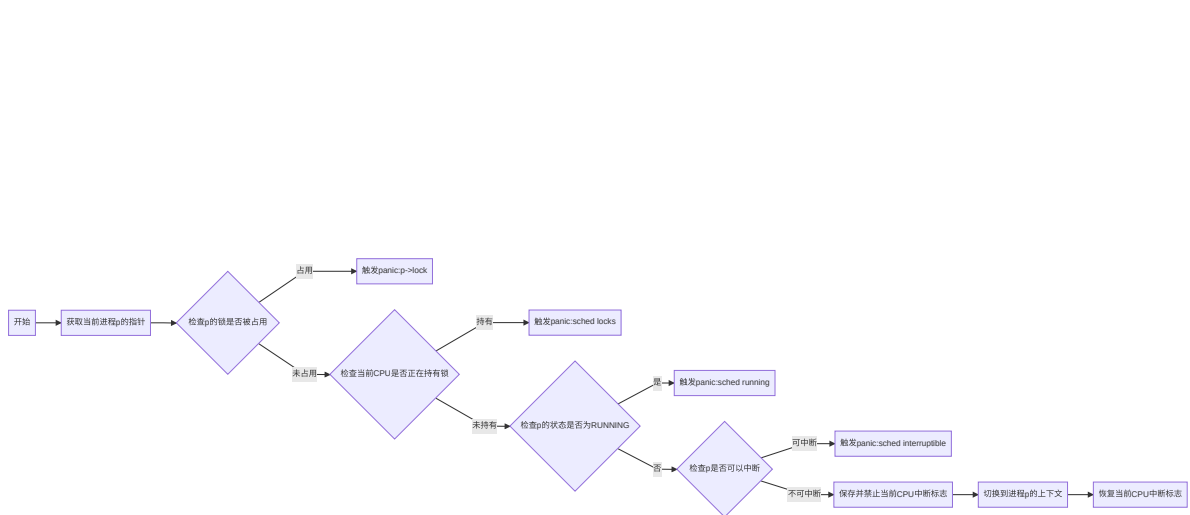 开始
获取当前进程p的指针
检查p的锁是否被占用
占用
触发panic:p->lock
未占用
检查当前CPU是否正在持有锁
持有
触发panic:sched locks
未持有
检查p的状态是否为RUNNING
是
触发panic:sched running
否
检查p是否可以中断
可中断
触发panic:sched interruptible
不可中断
保存并禁止当前CPU中断标志
切换到进程p的上下文
恢复当前CPU中断标志